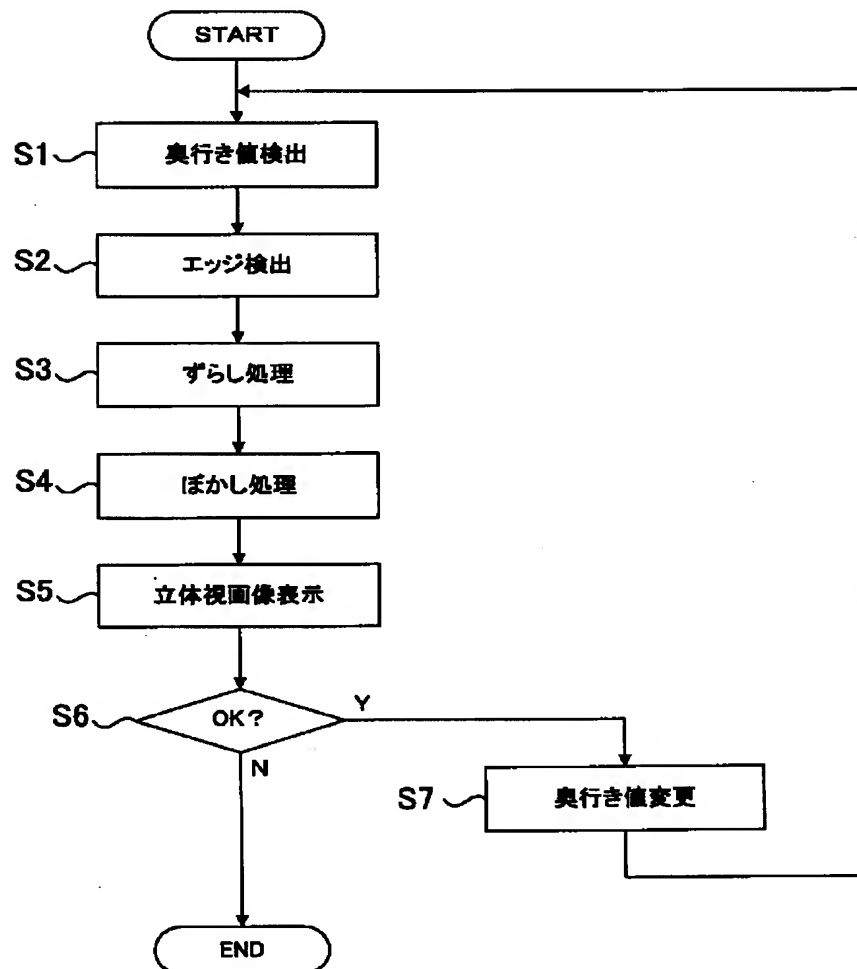 START
S1 奥行き値検出
S2 エッジ検出
S3 ずらし処理
S4 ぼかし処理
S5 立体視画像表示
S6 OK? Y
N
S7 奥行き値変更
END